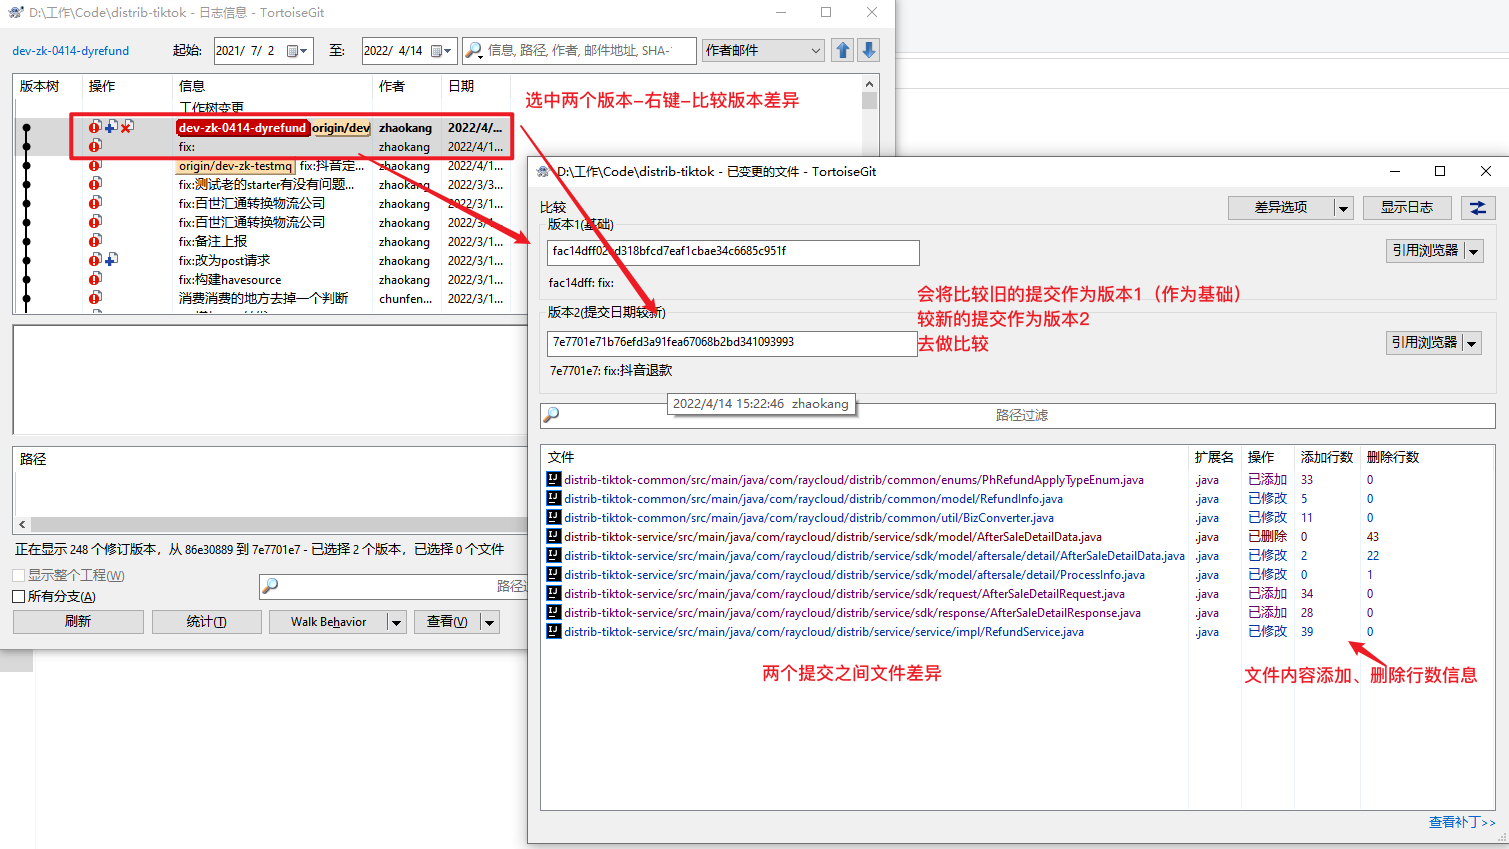 D:\工作\Code\distrib-tiktok - 日志信息 - TortoiseGit
dev-zk-0414-dyrefund
起始:
2021/ 7/ 2
至:
2022/ 4/14
信息, 路径, 作者, 邮件地址, SHA-
作者邮件
版本树 操作 信息 作者 日期
工作树变更
dev-zk-0414-dyrefund origin/dev zhaokang 2022/4/...
fix: zhaokang 2022/4/1...
origin/dev-zk-testmq fix:抖音定... zhaokang 2022/4/1...
fix:测试老的starter有没有问题... zhaokang 2022/3/3...
fix:百世汇通转换物流公司 zhaokang 2022/3/1...
fix:百世汇通转换物流公司 zhaokang 2022/3/1...
fix:备注上报 zhaokang 2022/3/1...
fix:改为post请求 zhaokang 2022/3/1...
fix:构建havesource zhaokang 2022/3/1...
消费消费的地方去掉一个判断 chunfen... 2022/3/1...
选中两个版本-右键-比较版本差异
路径
正在显示 248 个修订版本，从 86e30889 到 7e7701e7 - 已选择 2 个版本，已选择 0 个文件
显示整个工程(W)
所有分支(A)
路径过
刷新
统计(T)
Walk Behavior
查看(V)
D:\工作\Code\distrib-tiktok - 已变更的文件 - TortoiseGit
比较
差异选项
显示日志
版本1(基础)
引用浏览器
fac14dff: fix:
会将比较旧的提交作为版本1（作为基础）
较新的提交作为版本2
去做比较
版本2(提交日期较新)
7e7701e71b76efd3a91fea67068b2bd341093993
引用浏览器
7e7701e7: fix:抖音退款
2022/4/14 15:22:46 zhaokang
路径过滤
文件 扩展名 操作 添加行数 删除行数
distrib-tiktok-common/src/main/java/com/raycloud/distrib/common/enums/PhRefundApplyTypeEnum.java .java 已添加 33 0
distrib-tiktok-common/src/main/java/com/raycloud/distrib/common/model/RefundInfo.java .java 已修改 5 0
distrib-tiktok-common/src/main/java/com/raycloud/distrib/common/util/BizConverter.java .java 已修改 11 0
distrib-tiktok-service/src/main/java/com/raycloud/distrib/service/sdk/model/AfterSaleDetailData.java .java 已删除 0 43
distrib-tiktok-service/src/main/java/com/raycloud/distrib/service/sdk/model/aftersale/detail/AfterSaleDetailData.java .java 已修改 2 22
distrib-tiktok-service/src/main/java/com/raycloud/distrib/service/sdk/model/aftersale/detail/ProcessInfo.java .java 已修改 0 1
distrib-tiktok-service/src/main/java/com/raycloud/distrib/service/sdk/request/AfterSaleDetailRequest.java .java 已添加 34 0
distrib-tiktok-service/src/main/java/com/raycloud/distrib/service/sdk/response/AfterSaleDetailResponse.java .java 已添加 28 0
distrib-tiktok-service/src/main/java/com/raycloud/distrib/service/service/impl/RefundService.java .java 已修改 39 0
两个提交之间文件差异
文件内容添加、删除行数信息
查看补丁>>